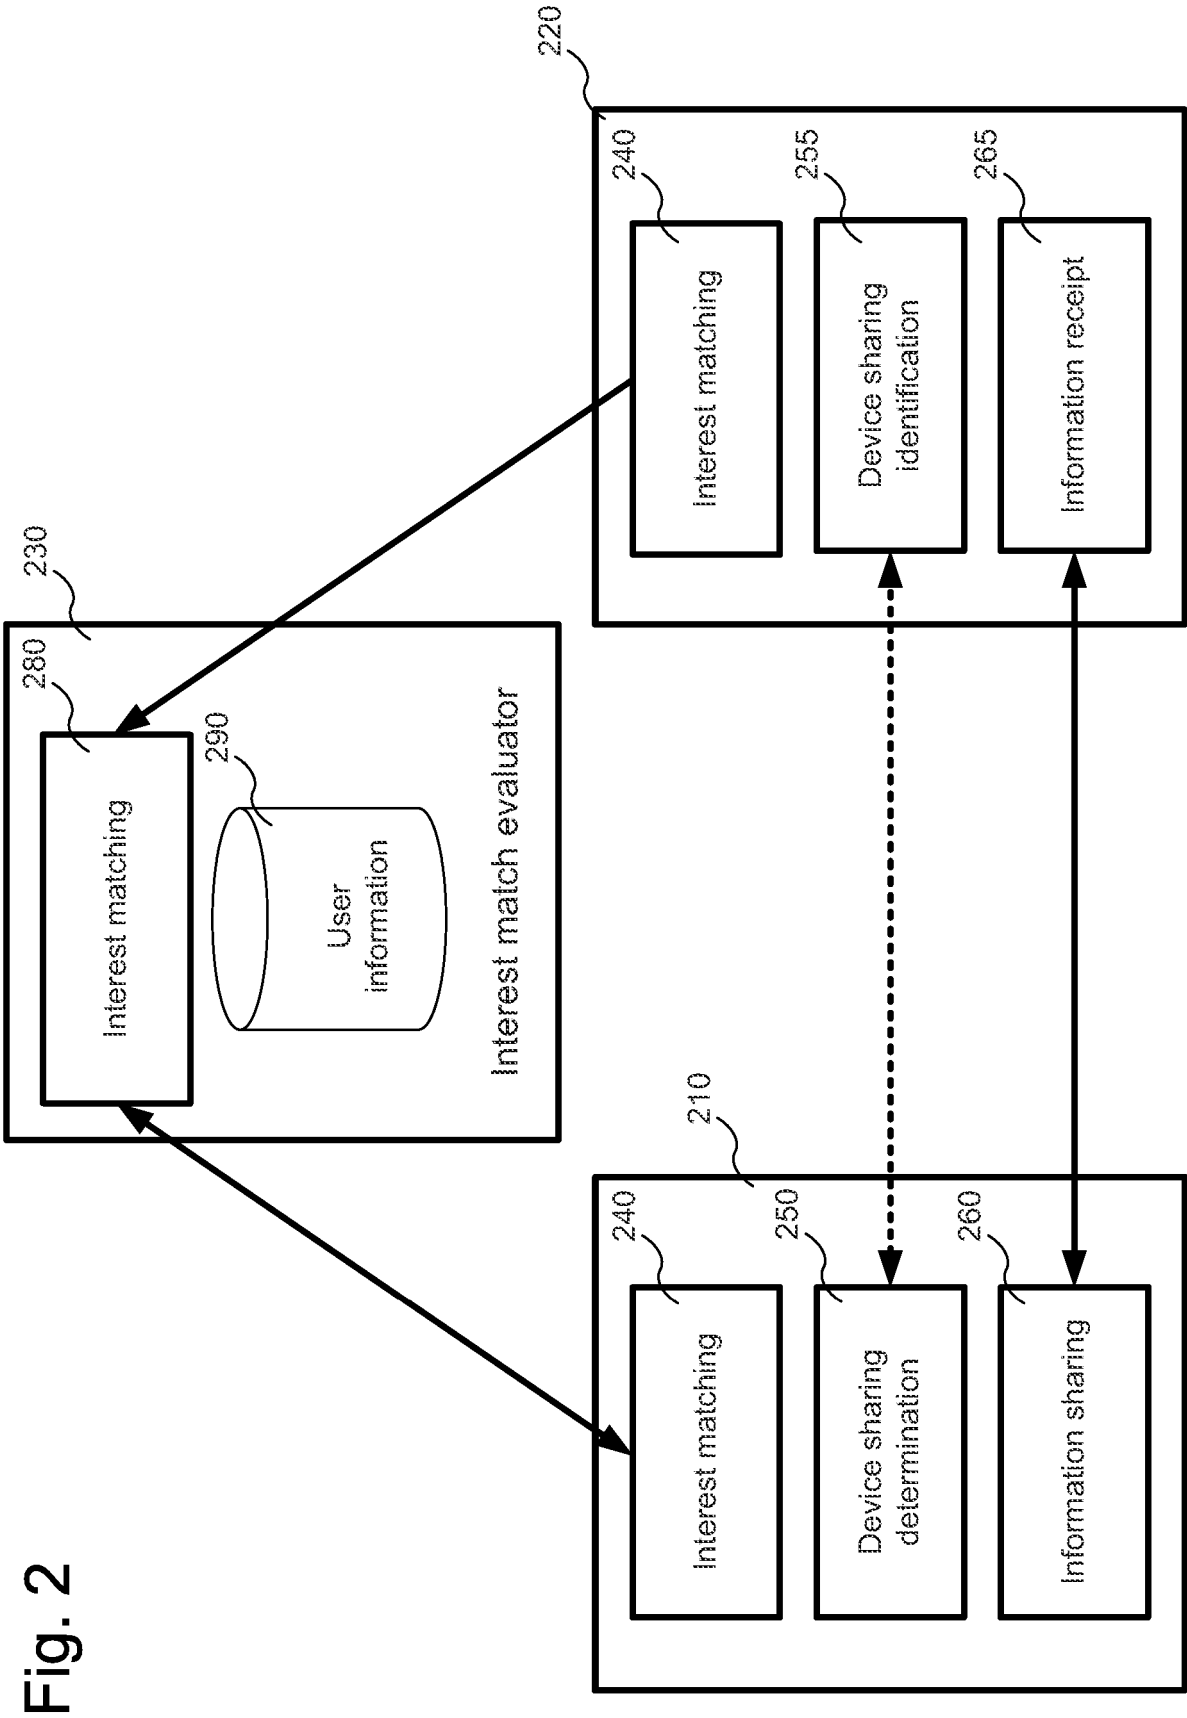 Fig. 2
230
280
Interest matching
290
User
information
Interest match evaluator
210
240
Interest matching
250
Device sharing
determination
260
Information sharing
220
240
Interest matching
255
Device sharing
identification
265
Information receipt